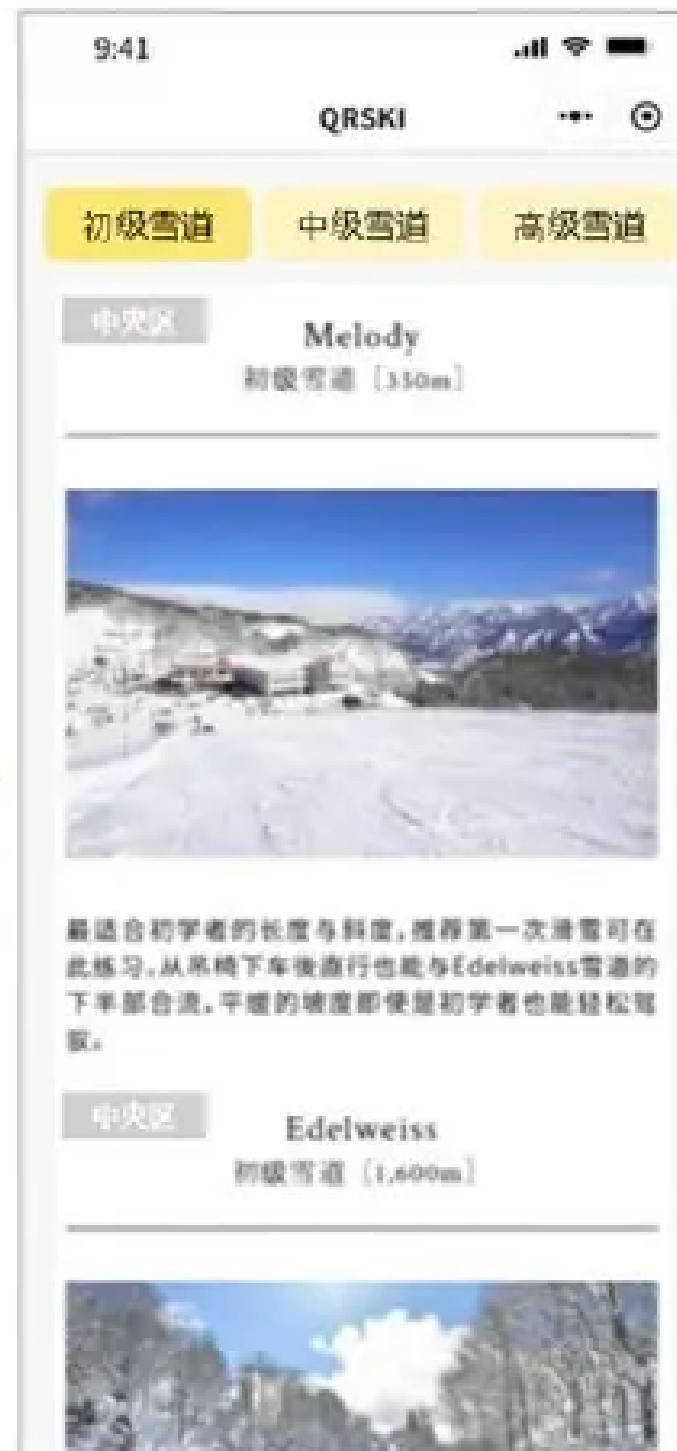 9:41
QRSKI
初级雪道 中级雪道 高级雪道
中央区
Melody
初级雪道［350m］
最适合初学者的长度与斜度,推荐第一次滑雪可在
此练习,从吊椅下车後直行也能与Edelweiss雪道的
下半部合流,平缓的坡度即便是初学者也能轻松驾
驭。
中央区
Edelweiss
初级雪道［1,600m］